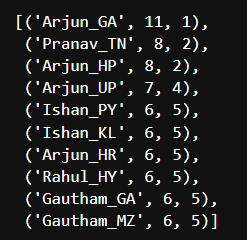 [('Arjun_GA', 11, 1),
('Pranav_TN', 8, 2),
('Arjun_HP', 8, 2),
('Arjun_UP', 7, 4),
('Ishan_PY', 6, 5),
('Ishan_KL', 6, 5),
('Arjun_HR', 6, 5),
('Rahul_HY', 6, 5),
('Gautham_GA', 6, 5),
('Gautham_MZ', 6, 5)]